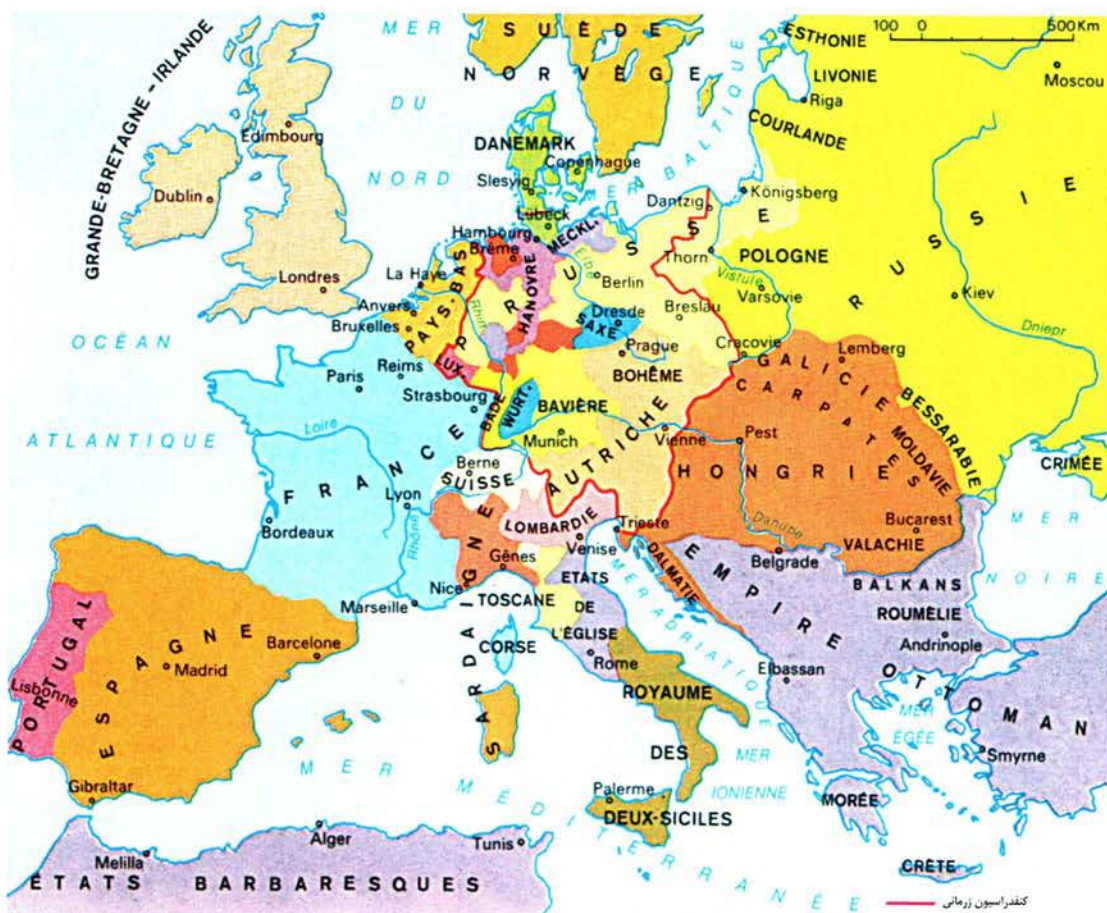 MER
DU
NORD
SUÈDE
NORVÈGE
MER BALTIQUE
ESTHONIE
LIVONIE
Riga
COURLANDE
100 0 500 Km
Moscou
GRANDE-BRETAGNE – IRLANDE
Édimbourg
Dublin
Londres
DANEMARK
Copenhague
Slesvig
Lübeck
Hambourg
Brême
MECKL.
HANOVRE
Elbe
PRUSSE
Dantzig
Königsberg
Thorn
POLOGNE
Vistule
Varsovie
RUSSIE
Kiev
Dniepr
Berlin
Breslau
Dresde
SAXE
La Haye
PAYS-BAS
Anvers
Bruxelles
Rhin
LUX.
OCÉAN
ATLANTIQUE
Reims
Paris
Strasbourg
Loire
FRANCE
BADE
WURT.
BAVIÈRE
Munich
Prague
BOHÊME
Cracovie
GALICIE
Lemberg
CARPATES
BESSARABIE
MOLDAVIE
CRIMÉE
AUTRICHE
Vienne
Pest
HONGRIE
Berne
SUISSE
Lyon
Rhône
Bordeaux
LOMBARDIE
Trieste
Venise
Danube
Bucarest
VALACHIE
Belgrade
MER
NOIRE
Gênes
Nice
Marseille
TOSCANE
ETATS
DE
L'ÉGLISE
Rome
DALMATIE
MER ADRIATIQUE
BALKANS
ROUMÉLIE
Andrinople
EMPIRE OTTOMAN
Elbassan
CORSE
SARDAIGNE
PORTUGAL
Lisbonne
ESPAGNE
Madrid
Barcelone
Gibraltar
ROYAUME
DES
DEUX-SICILES
Palerme
MER
IONIENNE
MER
ÉGÉE
Smyrne
MORÉE
CRÈTE
MER MÉDITERRANÉE
Melilla
Alger
Tunis
ÉTATS BARBARESQUES
کنفدراسیون ژرمانی